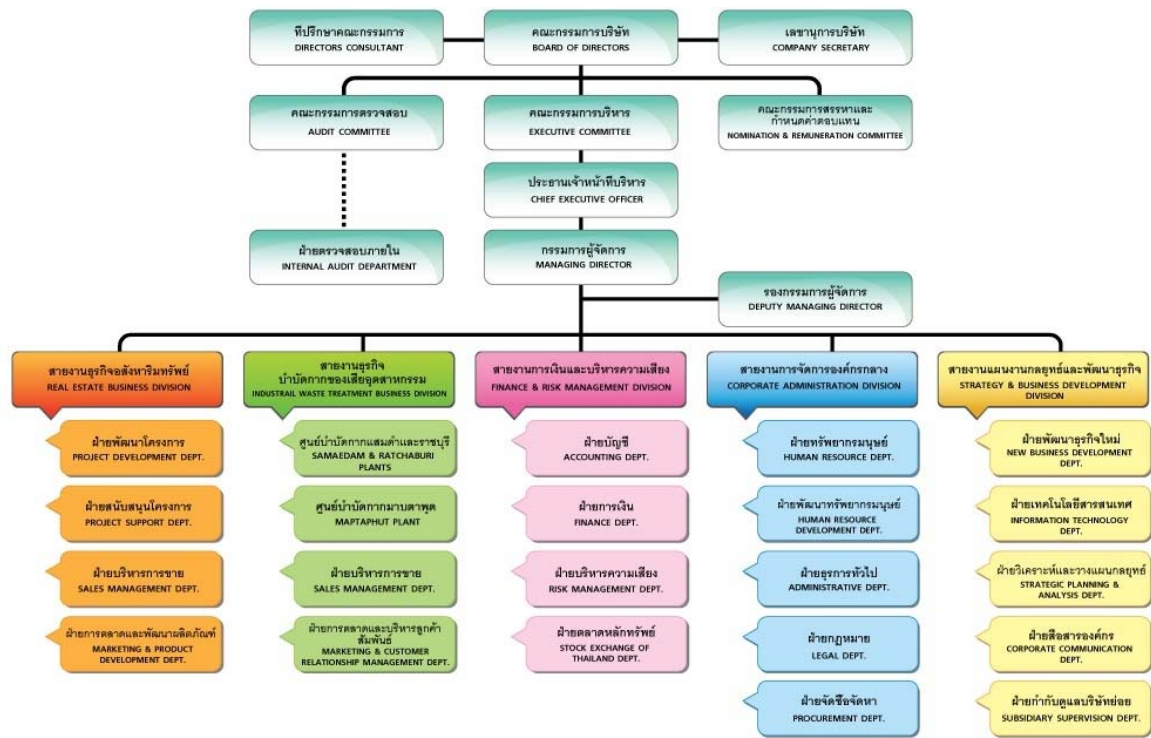 ที่ปรึกษาคณะกรรมการ
DIRECTORS CONSULTANT
คณะกรรมการบริษัท
BOARD OF DIRECTORS
เลขานุการบริษัท
COMPANY SECRETARY
คณะกรรมการตรวจสอบ
AUDIT COMMITTEE
คณะกรรมการบริหาร
EXECUTIVE COMMITTEE
คณะกรรมการสรรหาและ
กำหนดค่าตอบแทน
NOMINATION & REMUNERATION COMMITTEE
ประธานเจ้าหน้าที่บริหาร
CHIEF EXECUTIVE OFFICER
ฝ่ายตรวจสอบภายใน
INTERNAL AUDIT DEPARTMENT
กรรมการผู้จัดการ
MANAGING DIRECTOR
รองกรรมการผู้จัดการ
DEPUTY MANAGING DIRECTOR
สายงานธุรกิจอสังหาริมทรัพย์
REAL ESTATE BUSINESS DIVISION
ฝ่ายพัฒนาโครงการ
PROJECT DEVELOPMENT DEPT.
ฝ่ายสนับสนุนโครงการ
PROJECT SUPPORT DEPT.
ฝ่ายบริหารการขาย
SALES MANAGEMENT DEPT.
ฝ่ายการตลาดและพัฒนาผลิตภัณฑ์
MARKETING & PRODUCT
DEVELOPMENT DEPT.
สายงานธุรกิจ
บำบัดกากของเสียอุตสาหกรรม
INDUSTRAIL WASTE TREATMENT BUSINESS DIVISION
ศูนย์บำบัดกากแสมดำและราชบุรี
SAMAEDAM & RATCHABURI
PLANTS
ศูนย์บำบัดกากมาบตาพุด
MAPTAPHUT PLANT
ฝ่ายบริหารการขาย
SALES MANAGEMENT DEPT.
ฝ่ายการตลาดและบริหารลูกค้า
สัมพันธ์
MARKETING & CUSTOMER
RELATIONSHIP MANAGEMENT DEPT.
สายงานการเงินและบริหารความเสี่ยง
FINANCE & RISK MANAGEMENT DIVISION
ฝ่ายบัญชี
ACCOUNTING DEPT.
ฝ่ายการเงิน
FINANCE DEPT.
ฝ่ายบริหารความเสี่ยง
RISK MANAGEMENT DEPT.
ฝ่ายตลาดหลักทรัพย์
STOCK EXCHANGE OF
THAILAND DEPT.
สายงานการจัดการองค์กรกลาง
CORPORATE ADMINISTRATION DIVISION
ฝ่ายทรัพยากรมนุษย์
HUMAN RESOURCE DEPT.
ฝ่ายพัฒนาทรัพยากรมนุษย์
HUMAN RESOURCE
DEVELOPMENT DEPT.
ฝ่ายธุรการทั่วไป
ADMINISTRATIVE DEPT.
ฝ่ายกฎหมาย
LEGAL DEPT.
ฝ่ายจัดซื้อจัดหา
PROCUREMENT DEPT.
สายงานแผนงานกลยุทธ์และพัฒนาธุรกิจ
STRATEGY & BUSINESS DEVELOPMENT
DIVISION
ฝ่ายพัฒนาธุรกิจใหม่
NEW BUSINESS DEVELOPMENT
DEPT.
ฝ่ายเทคโนโลยีสารสนเทศ
INFORMATION TECHNOLOGY
DEPT.
ฝ่ายวิเคราะห์และวางแผนกลยุทธ์
STRATEGIC PLANNING &
ANALYSIS DEPT.
ฝ่ายสื่อสารองค์กร
CORPORATE COMMUNICATION
DEPT.
ฝ่ายกำกับดูแลบริษัทย่อย
SUBSIDIARY SUPERVISION DEPT.